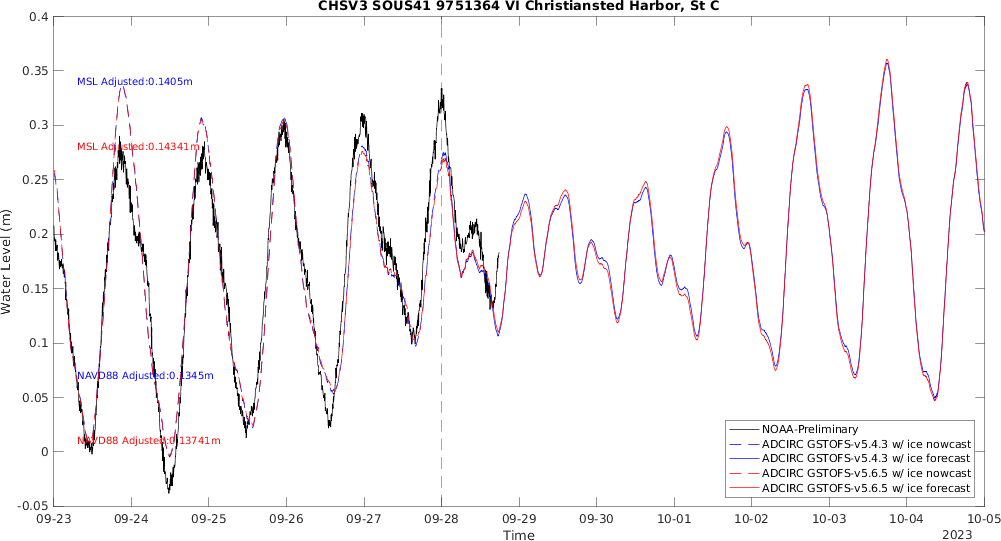 CHSV3 SOUS41 9751364 VI Christiansted Harbor, St C
0.4
0.35
0.3
0.25
0.2
0.15
0.1
0.05
0
-0.05
Water Level (m)
MSL Adjusted:0.1405m
MSL Adjusted:0.14341m
NAVD88 Adjusted:0.1345m
NAVD88 Adjusted:0.13741m
NOAA-Preliminary
ADCIRC GSTOFS-v5.4.3 w/ ice nowcast
ADCIRC GSTOFS-v5.4.3 w/ ice forecast
ADCIRC GSTOFS-v5.6.5 w/ ice nowcast
ADCIRC GSTOFS-v5.6.5 w/ ice forecast
09-23 09-24 09-25 09-26 09-27 09-28 09-29 09-30 10-01 10-02 10-03 10-04 10-05
Time
2023